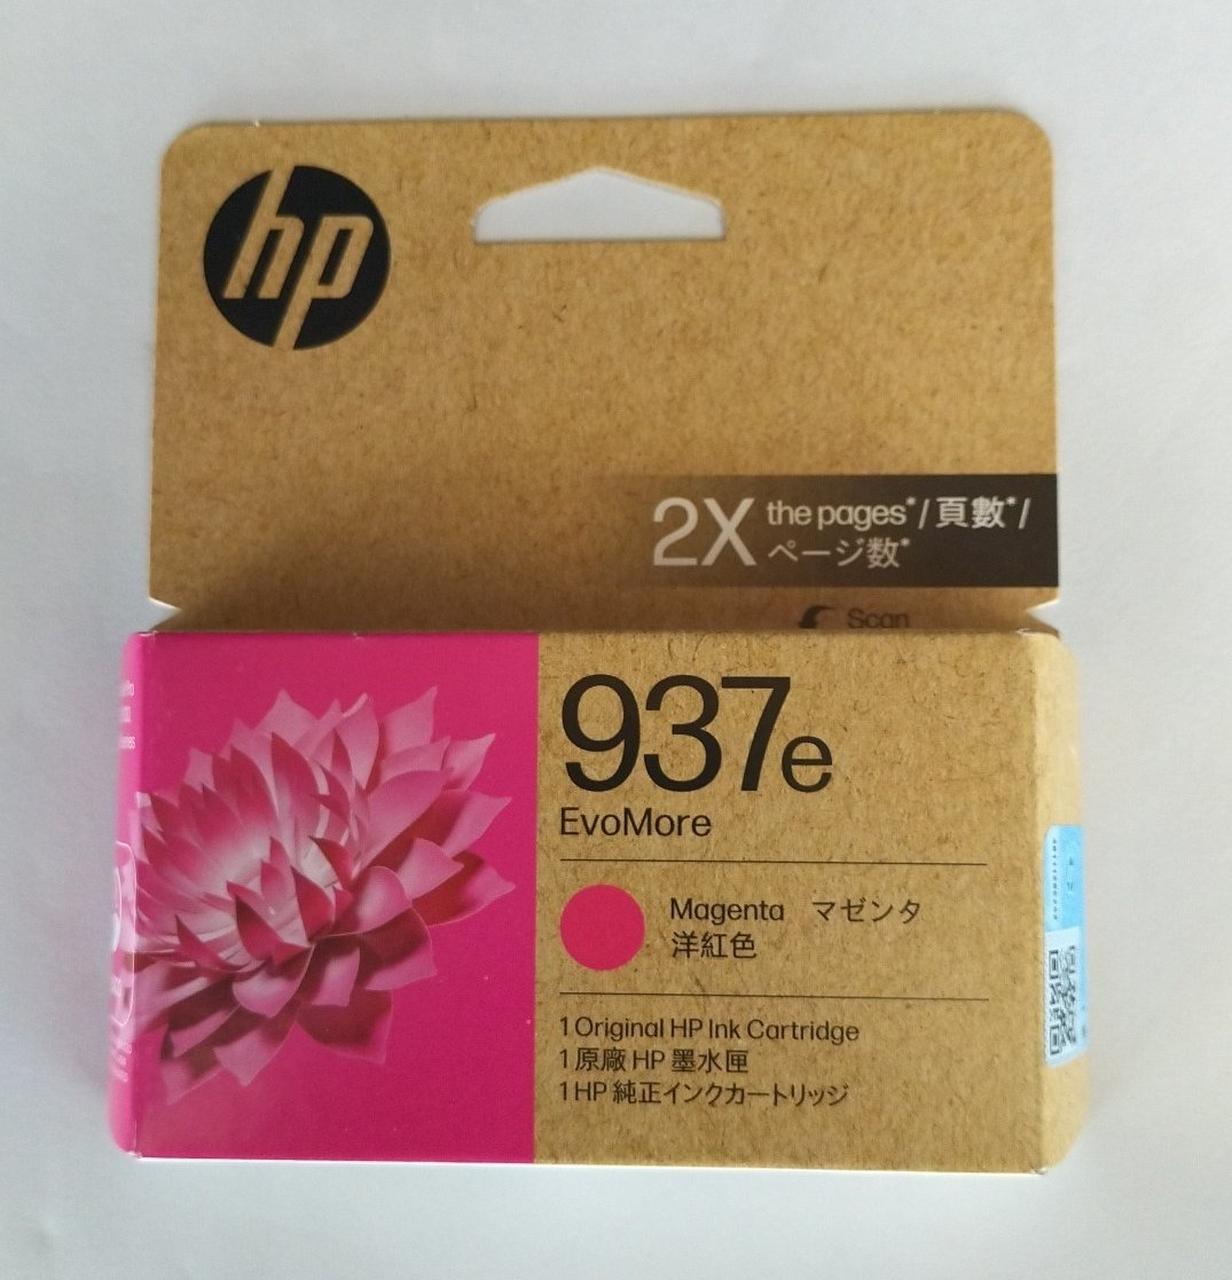 hp
2X the pages*/頁數*/
ページ数*
Scan
937e
EvoMore
Magenta マゼンタ
洋紅色
1 Original HP Ink Cartridge
1 原廠 HP 墨水匣
1 HP 純正インクカートリッジ